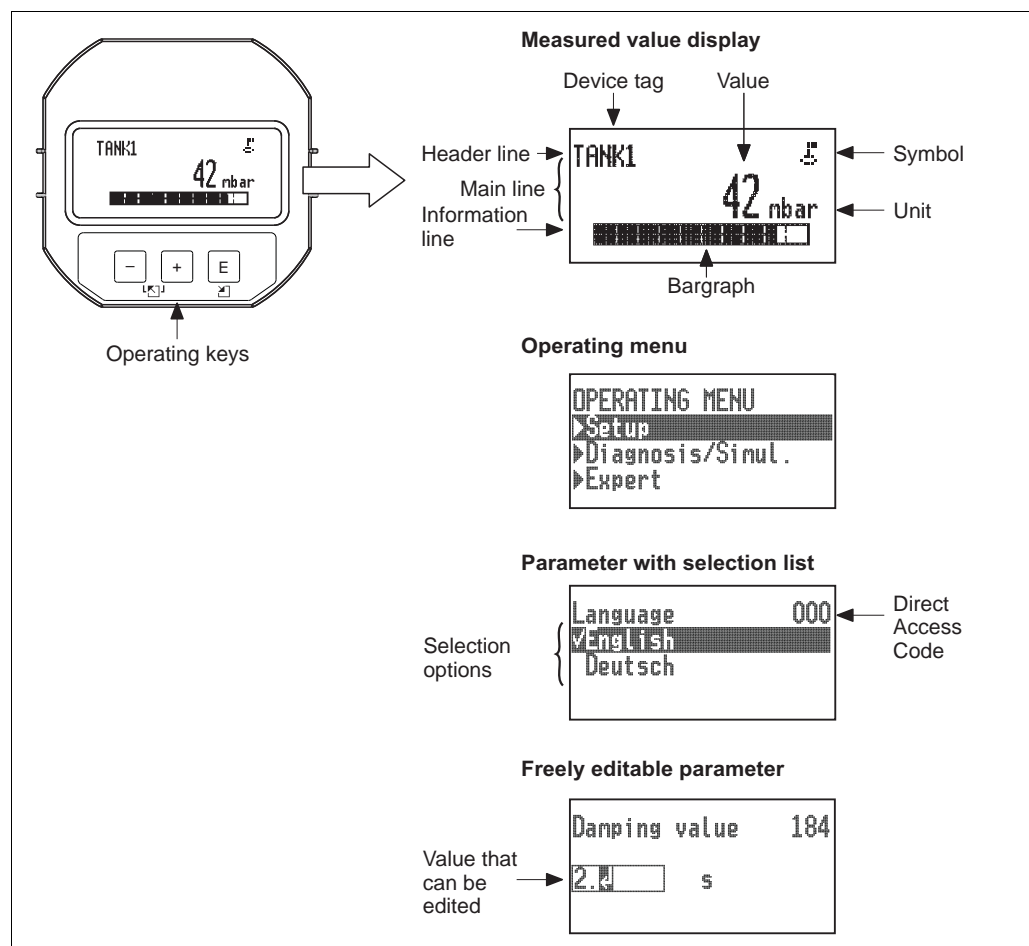 Measured value display
Device tag
Value
TANK1
42 mbar
- + E
Operating keys
Header line
Main line
Information
line
TANK1
42 mbar
Symbol
Unit
Bargraph
Operating menu
OPERATING MENU
Setup
Diagnosis/Simul.
Expert
Parameter with selection list
Language 000
✓English
Deutsch
Direct
Access
Code
Selection
options
Freely editable parameter
Damping value 184
2. s
Value that
can be
edited